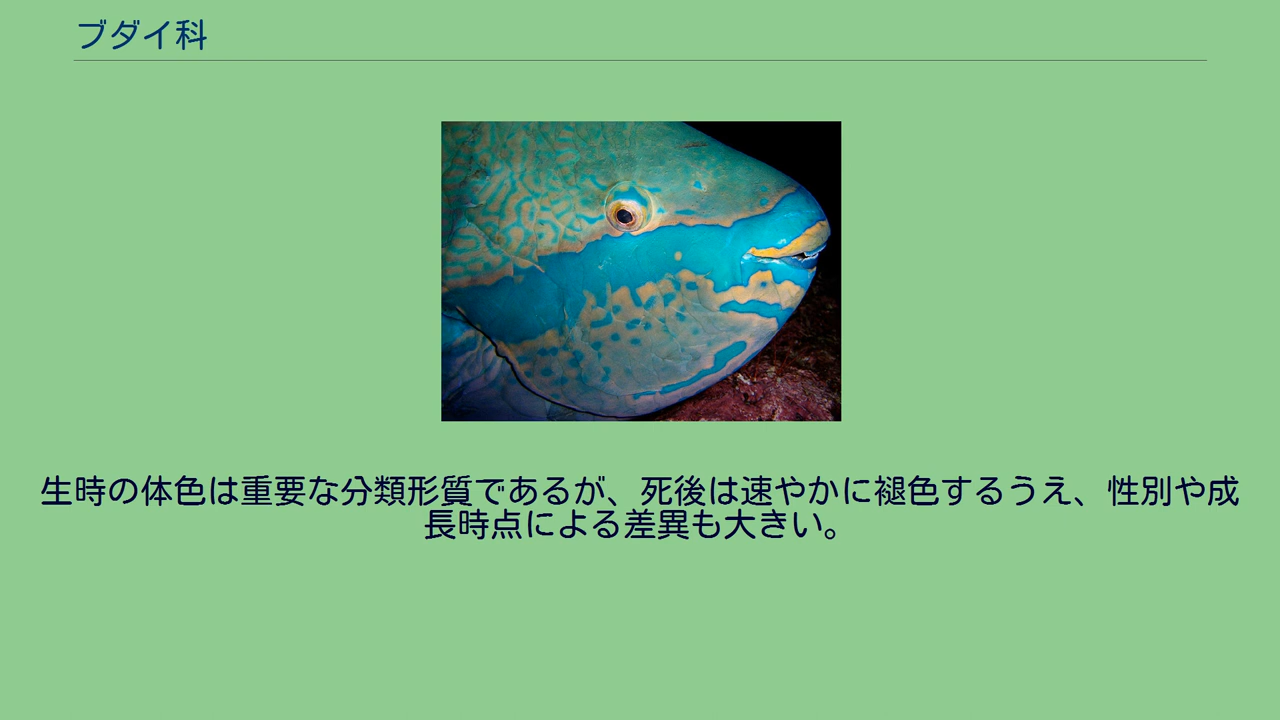 ブダイ科
生時の体色は重要な分類形質であるが、死後は速やかに褪色するうえ、性別や成
長時点による差異も大きい。